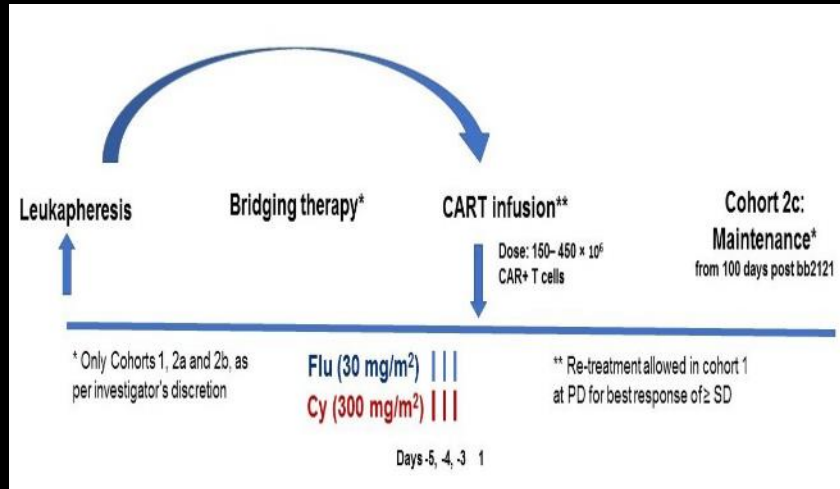 Leukapheresis
Bridging therapy*
CART infusion**
Dose: 150– 450 × 10⁶
CAR+ T cells
Cohort 2c:
Maintenance*
from 100 days post bb2121
* Only Cohorts 1, 2a and 2b, as
per investigator's discretion
Flu (30 mg/m²)
Cy (300 mg/m²)
Days -5, -4, -3 1
** Re-treatment allowed in cohort 1
at PD for best response of ≥ SD